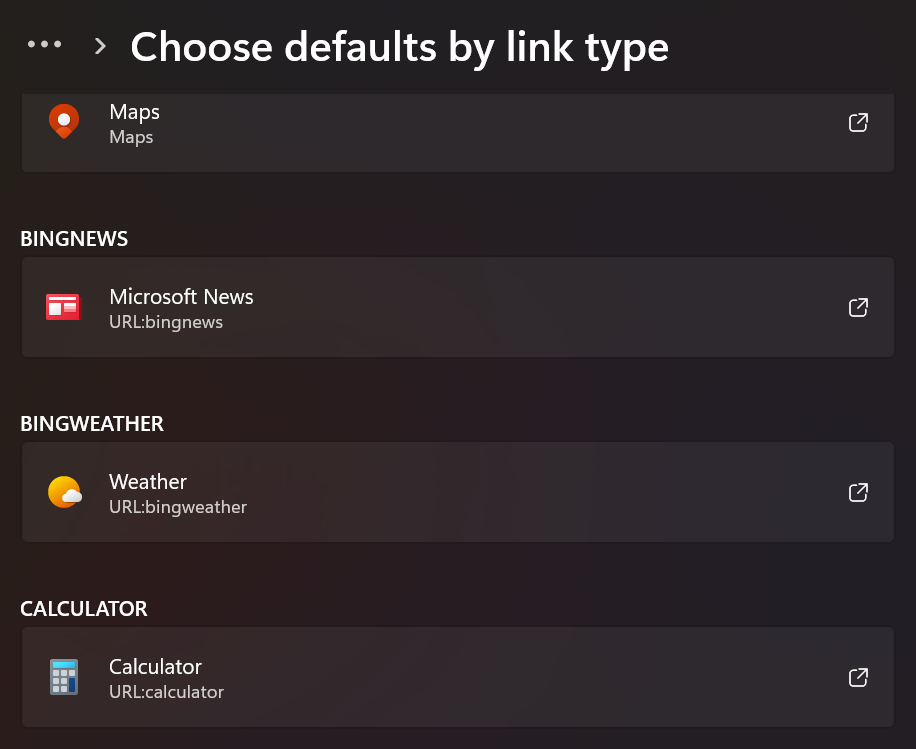 ••• > Choose defaults by link type
Maps
Maps
BINGNEWS
Microsoft News
URL:bingnews
BINGWEATHER
Weather
URL:bingweather
CALCULATOR
Calculator
URL:calculator